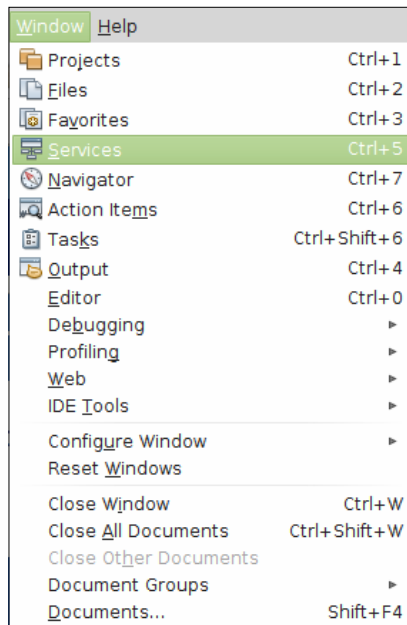 Window Help
Projects Ctrl+1
Files Ctrl+2
Favorites Ctrl+3
Services Ctrl+5
Navigator Ctrl+7
Action Items Ctrl+6
Tasks Ctrl+Shift+6
Output Ctrl+4
Editor Ctrl+0
Debugging
Profiling
Web
IDE Tools
Configure Window
Reset Windows
Close Window Ctrl+W
Close All Documents Ctrl+Shift+W
Close Other Documents
Document Groups
Documents... Shift+F4